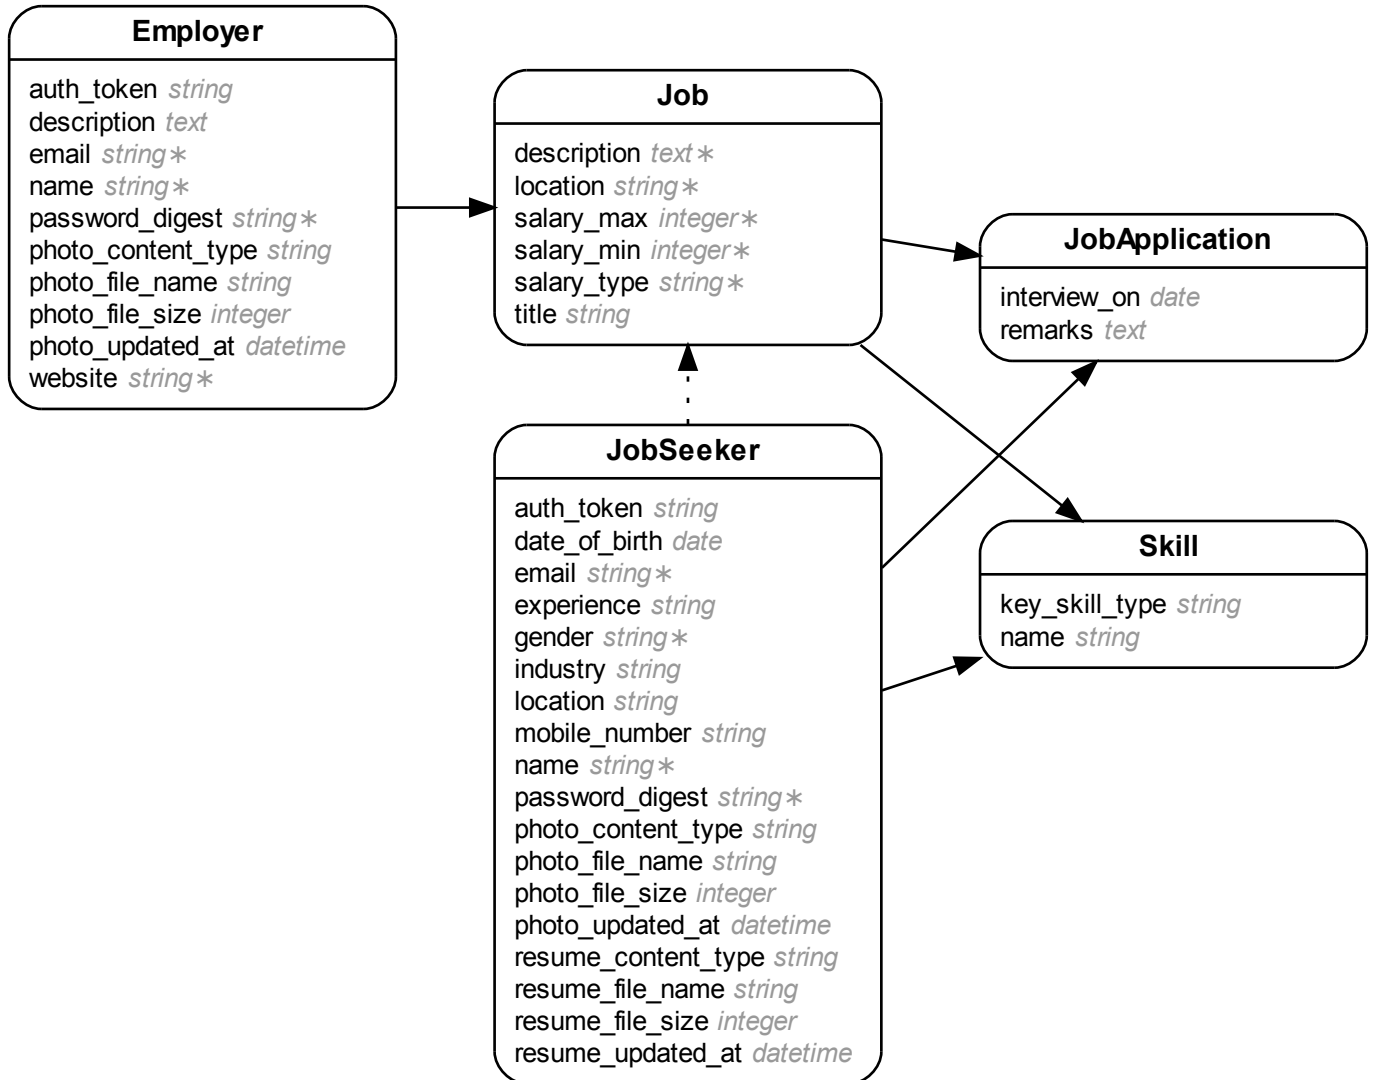 Employer
auth_token string
description text
email string∗
name string∗
password_digest string∗
photo_content_type string
photo_file_name string
photo_file_size integer
photo_updated_at datetime
website string∗
Job
description text∗
location string∗
salary_max integer∗
salary_min integer∗
salary_type string∗
title string
JobApplication
interview_on date
remarks text
JobSeeker
auth_token string
date_of_birth date
email string∗
experience string
gender string∗
industry string
location string
mobile_number string
name string∗
password_digest string∗
photo_content_type string
photo_file_name string
photo_file_size integer
photo_updated_at datetime
resume_content_type string
resume_file_name string
resume_file_size integer
resume_updated_at datetime
Skill
key_skill_type string
name string